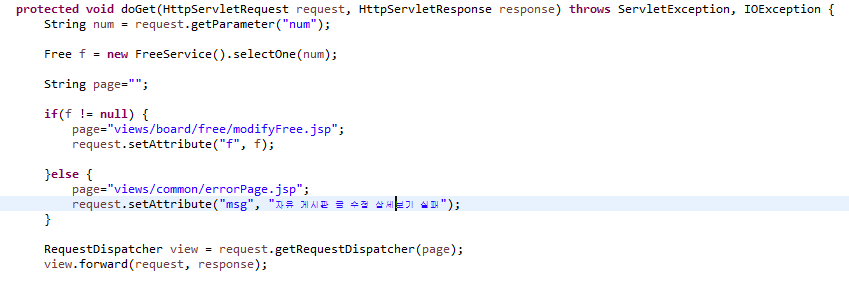 protected void doGet(HttpServletRequest request, HttpServletResponse response) throws ServletException, IOException {
String num = request.getParameter("num");
Free f = new FreeService().selectOne(num);
String page="";
if(f != null) {
page="views/board/free/modifyFree.jsp";
request.setAttribute("f", f);
}else {
page="views/common/errorPage.jsp";
request.setAttribute("msg", "자유 게시판 글 수정 상세보기 실패");
}
RequestDispatcher view = request.getRequestDispatcher(page);
view.forward(request, response);